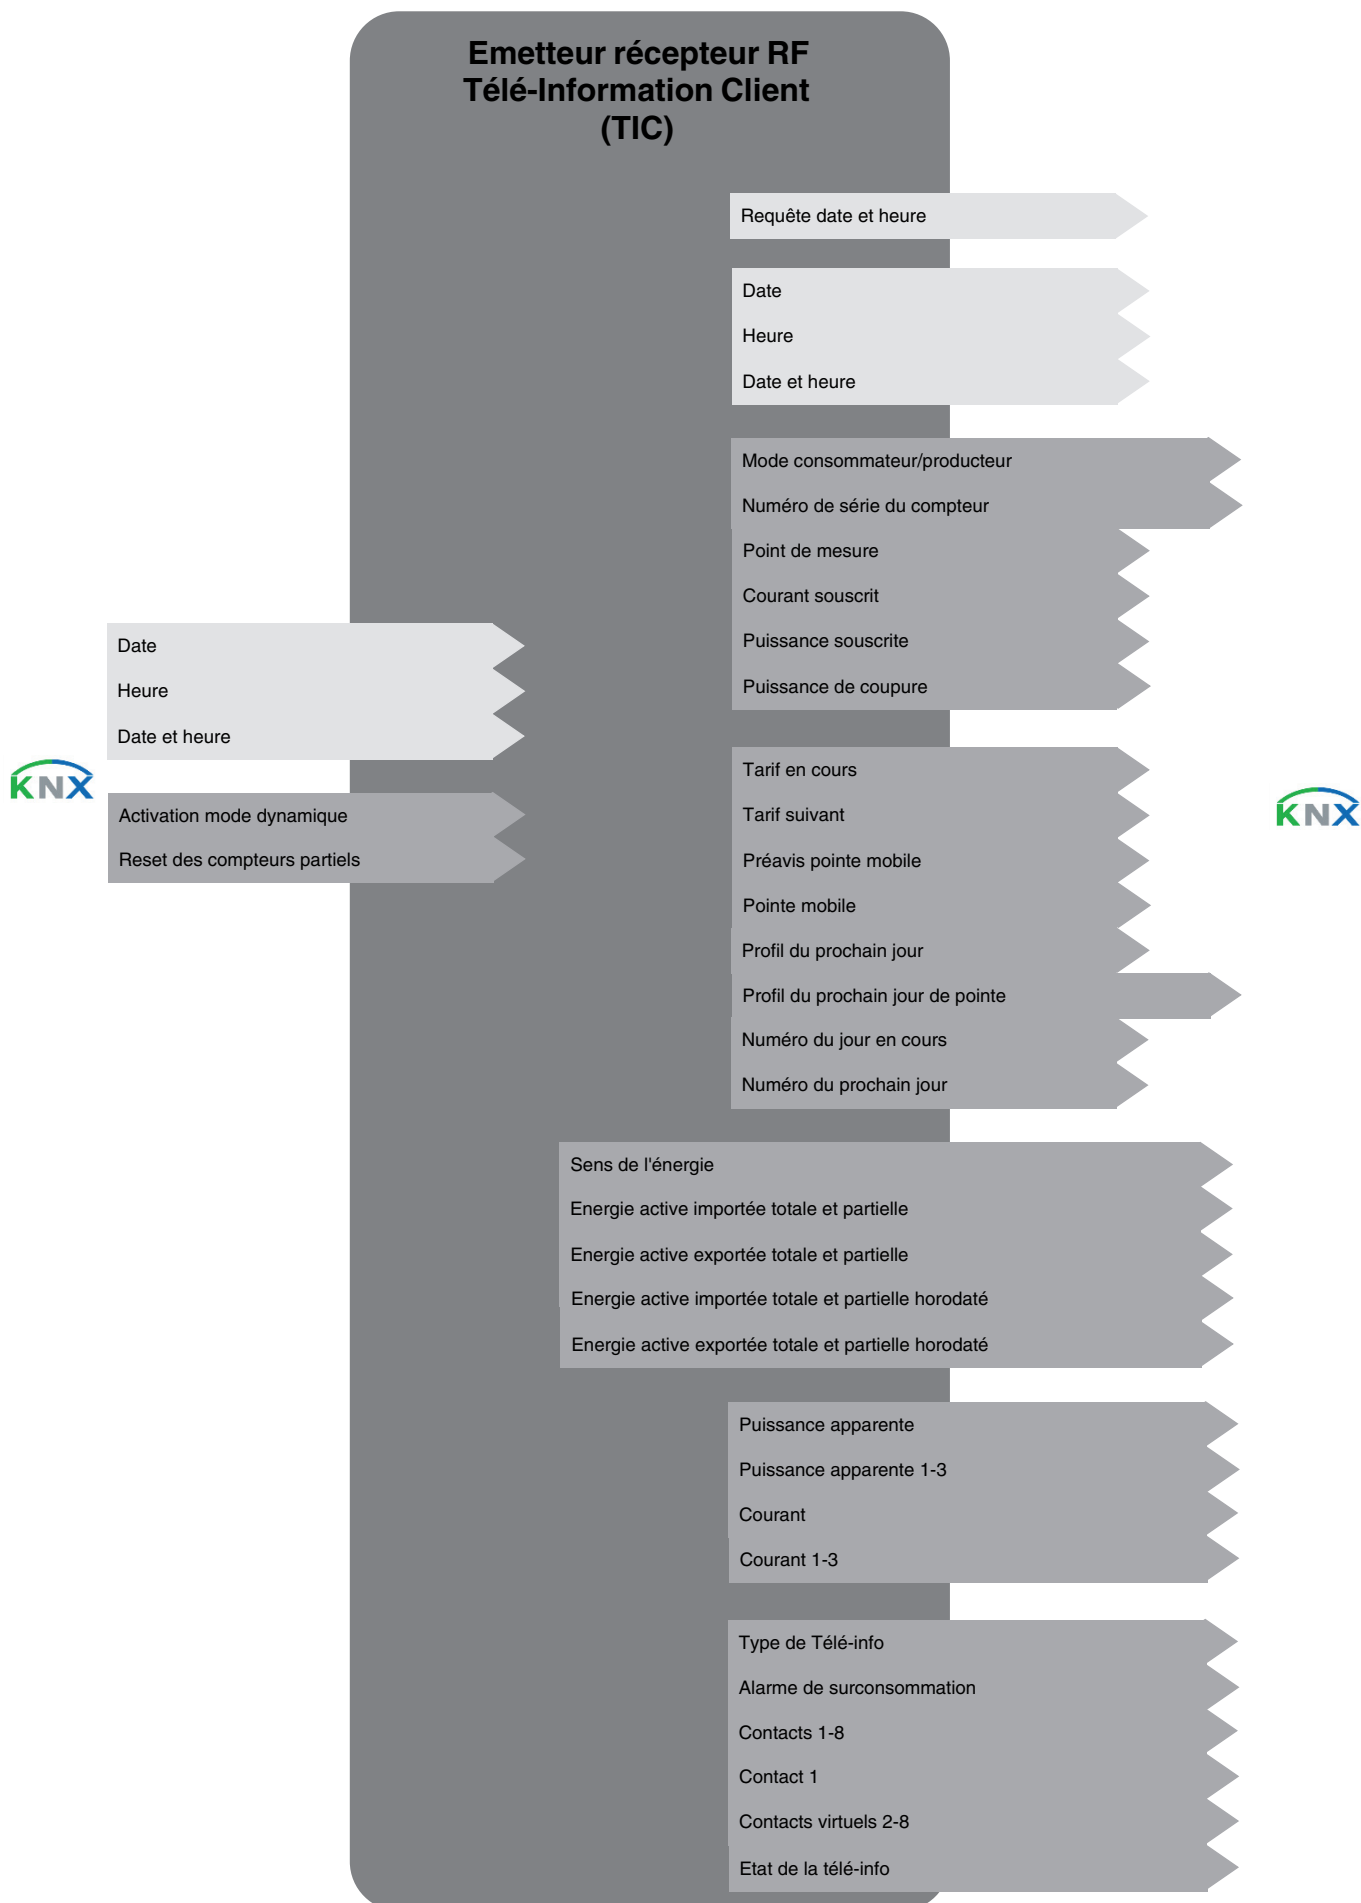 Emetteur récepteur RF
Télé-Information Client
(TIC)
Requête date et heure
Date
Heure
Date et heure
Mode consommateur/producteur
Numéro de série du compteur
Point de mesure
Courant souscrit
Puissance souscrite
Puissance de coupure
Date
Heure
Date et heure
KNX
Activation mode dynamique
Reset des compteurs partiels
Tarif en cours
Tarif suivant
Préavis pointe mobile
Pointe mobile
Profil du prochain jour
Profil du prochain jour de pointe
Numéro du jour en cours
Numéro du prochain jour
KNX
Sens de l'énergie
Energie active importée totale et partielle
Energie active exportée totale et partielle
Energie active importée totale et partielle horodaté
Energie active exportée totale et partielle horodaté
Puissance apparente
Puissance apparente 1-3
Courant
Courant 1-3
Type de Télé-info
Alarme de surconsommation
Contacts 1-8
Contact 1
Contacts virtuels 2-8
Etat de la télé-info